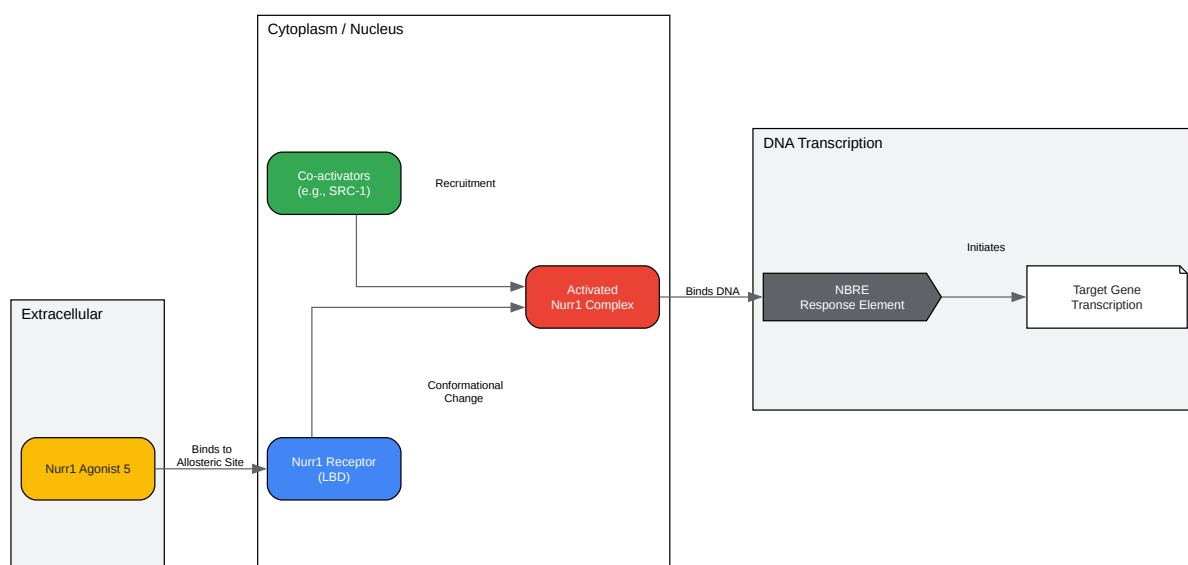 Cytoplasm / Nucleus
Co-activators
(e.g., SRC-1)
Recruitment
DNA Transcription
Initiates
Activated
Nurr1 Complex
Binds DNA
NBRE
Response Element
Target Gene
Transcription
Extracellular
Conformational
Change
Nurr1 Agonist 5
Binds to
Allosteric Site
Nurr1 Receptor
(LBD)